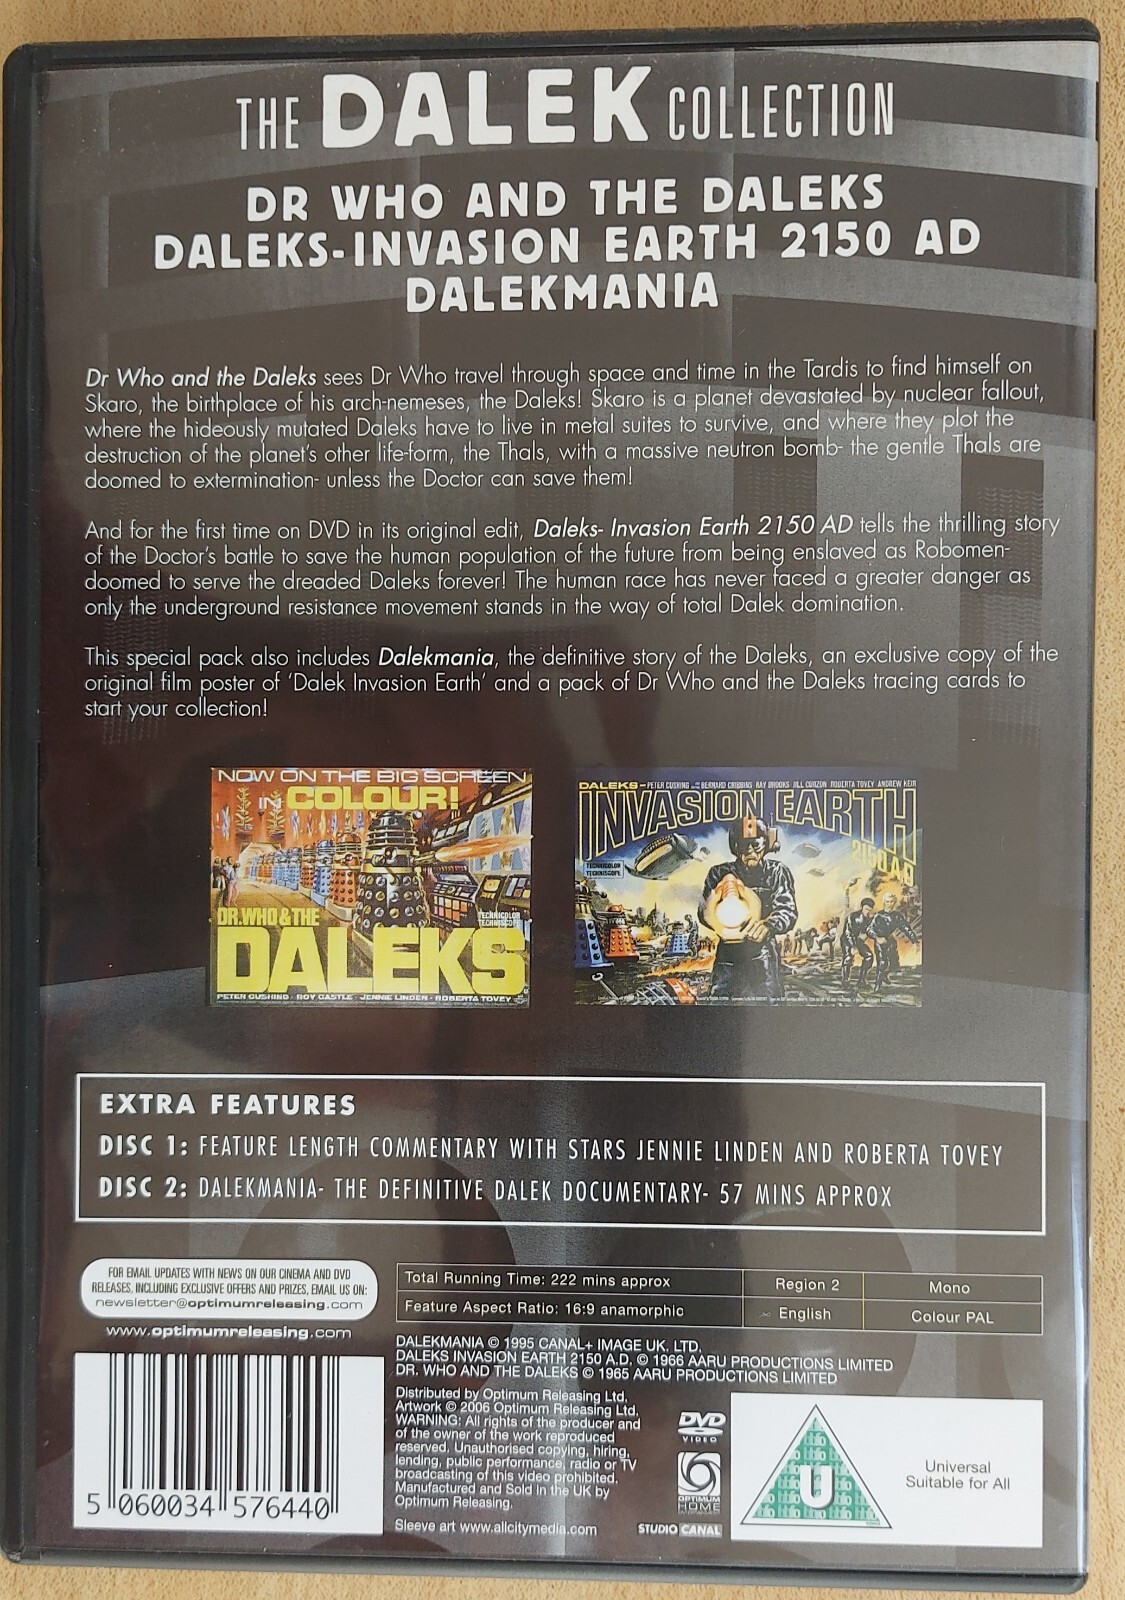 THE DALEK COLLECTION
DR WHO AND THE DALEKS
DALEKS-INVASION EARTH 2150 AD
DALEKMANIA
Dr Who and the Daleks sees Dr Who travel through space and time in the Tardis to find himself on
Skaro, the birthplace of his arch-nemeses, the Daleks! Skaro is a planet devastated by nuclear fallout,
where the hideously mutated Daleks have to live in metal suites to survive, and where they plot the
destruction of the planet's other life-form, the Thals, with a massive neutron bomb- the gentle Thals are
doomed to extermination- unless the Doctor can save them!
And for the first time on DVD in its original edit, Daleks- Invasion Earth 2150 AD tells the thrilling story
of the Doctor's battle to save the human population of the future from being enslaved as Robomen-
doomed to serve the dreaded Daleks forever! The human race has never faced a greater danger as
only the underground resistance movement stands in the way of total Dalek domination.
This special pack also includes Dalekmania, the definitive story of the Daleks, an exclusive copy of the
original film poster of 'Dalek Invasion Earth' and a pack of Dr Who and the Daleks tracing cards to
start your collection!
NOW ON THE BIG SCREEN
IN COLOUR!
DR. WHO & THE
DALEKS
TECHNICOLOR
TECHNISCOPE
PETER CUSHING · ROY CASTLE · JENNIE LINDEN · ROBERTA TOVEY
DALEKS- PETER CUSHING BERNARD CRIBBINS RAY BROOKS JILL CURZON ROBERTA TOVEY ANDREW KEIR
INVASION EARTH
2150 A.D.
TECHNICOLOR
TECHNISCOPE
EXTRA FEATURES
DISC 1: FEATURE LENGTH COMMENTARY WITH STARS JENNIE LINDEN AND ROBERTA TOVEY
DISC 2: DALEKMANIA- THE DEFINITIVE DALEK DOCUMENTARY- 57 MINS APPROX
FOR EMAIL UPDATES WITH NEWS ON OUR CINEMA AND DVD
RELEASES, INCLUDING EXCLUSIVE OFFERS AND PRIZES, EMAIL US ON:
newsletter@optimumreleasing.com
www.optimumreleasing.com
Total Running Time: 222 mins approx
Region 2
Mono
Feature Aspect Ratio: 16:9 anamorphic
English
Colour PAL
DALEKMANIA © 1995 CANAL+ IMAGE UK. LTD.
DALEKS INVASION EARTH 2150 A.D. © 1966 AARU PRODUCTIONS LIMITED
DR. WHO AND THE DALEKS © 1965 AARU PRODUCTIONS LIMITED
Distributed by Optimum Releasing Ltd.
Artwork © 2006 Optimum Releasing Ltd.
WARNING: All rights of the producer and
of the owner of the work reproduced
reserved. Unauthorised copying, hiring,
lending, public performance, radio or TV
broadcasting of this video prohibited.
Manufactured and Sold in the UK by
Optimum Releasing.
Sleeve art www.allcitymedia.com
DVD
VIDEO
OPTIMUM
HOME
STUDIO CANAL
U
Universal
Suitable for All
5 060034 576440